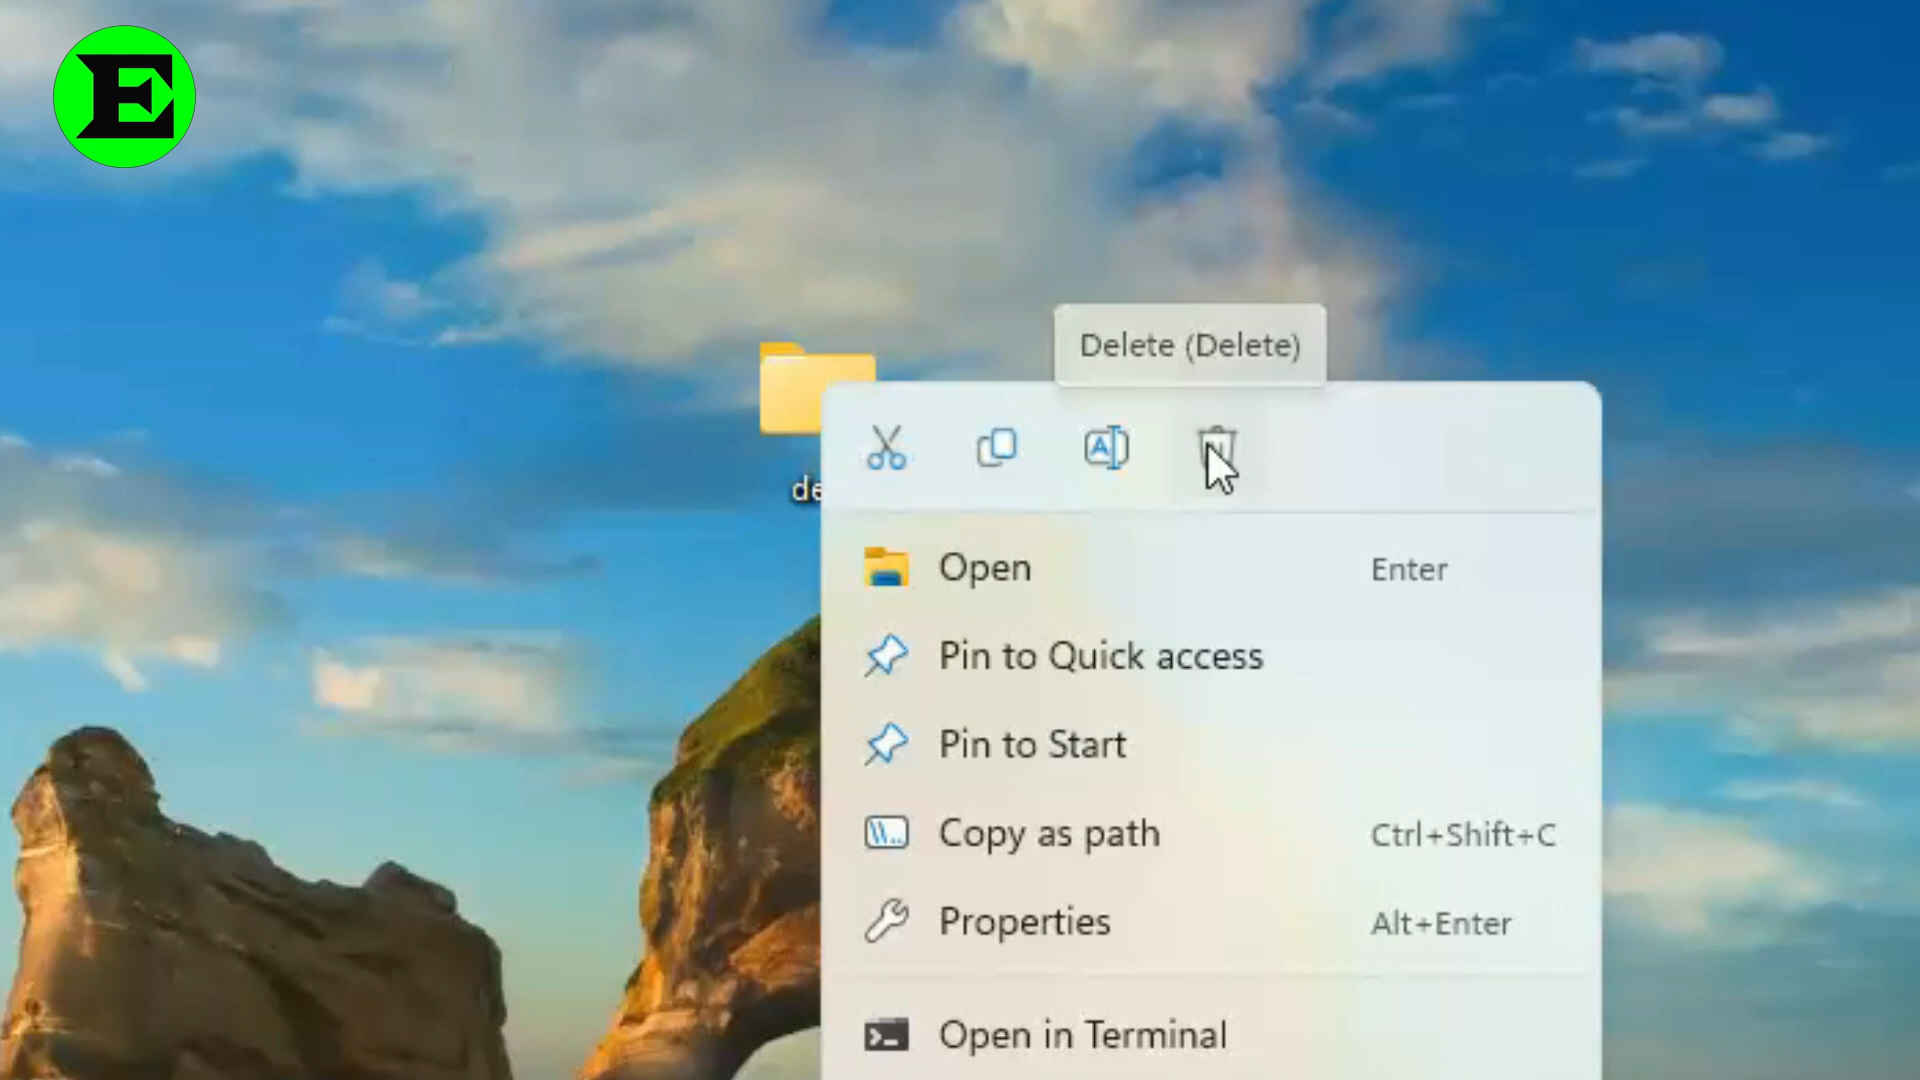 E
Delete (Delete)
de
Open Enter
Pin to Quick access
Pin to Start
Copy as path Ctrl+Shift+C
Properties Alt+Enter
Open in Terminal